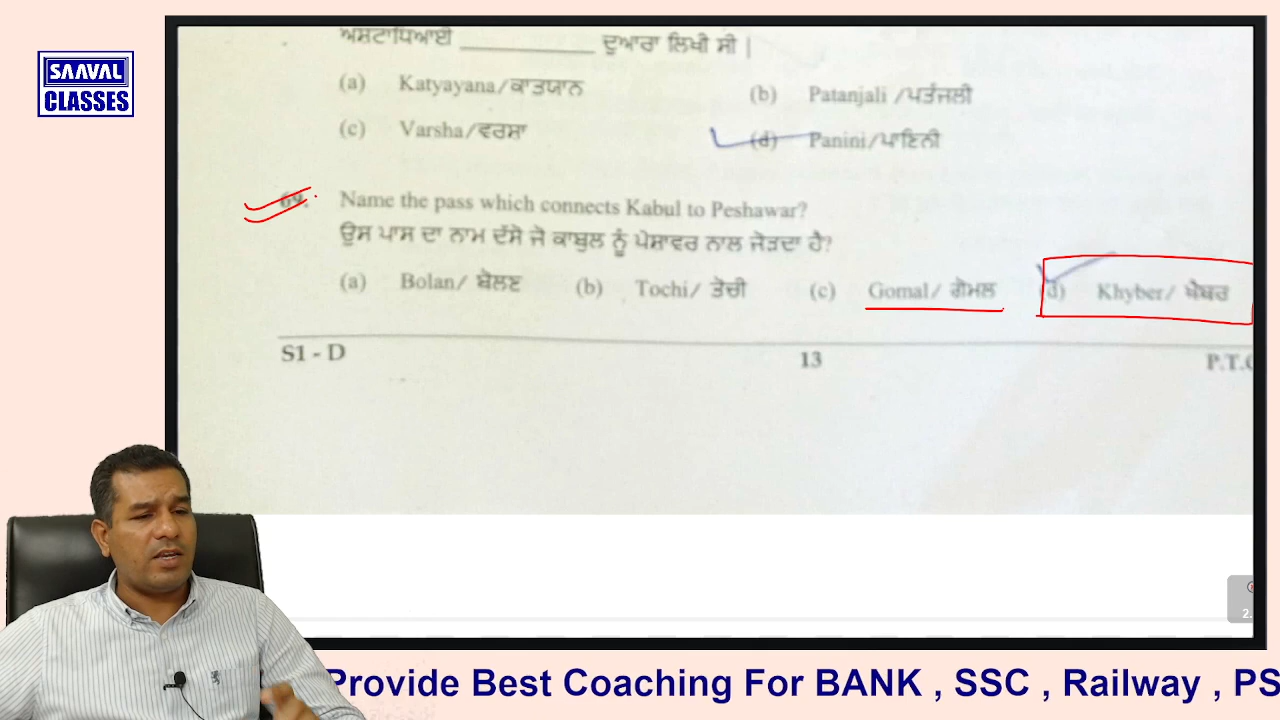 SAAVAL
CLASSES
ਅਸ਼ਟਾਧਿਆਈ __________ ਦੁਆਰਾ ਲਿਖੀ ਸੀ |
(a) Katyayana/ਕਾਤਯਾਨ (b) Patanjali /ਪਤੰਜਲੀ
(c) Varsha/ਵਰਸ਼ਾ (d) Panini/ਪਾਣਿਨੀ
69. Name the pass which connects Kabul to Peshawar?
ਉਸ ਪਾਸ ਦਾ ਨਾਮ ਦੱਸੋ ਜੋ ਕਾਬੁਲ ਨੂੰ ਪੇਸ਼ਾਵਰ ਨਾਲ ਜੋੜਦਾ ਹੈ?
(a) Bolan/ ਬੋਲਣ (b) Tochi/ ਤੋਚੀ (c) Gomal/ ਗੋਮਲ (d) Khyber/ ਖੈਬਰ
S1 - D 13 P.T.
2.
Provide Best Coaching For BANK , SSC , Railway , PS